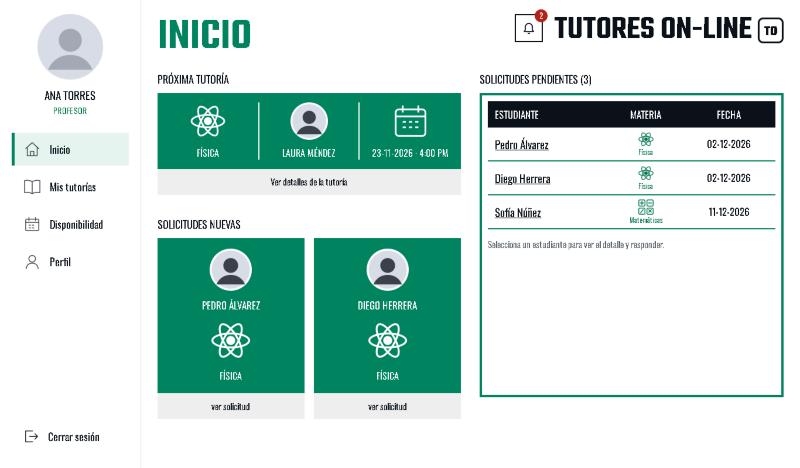 ANA TORRES
PROFESOR
Inicio
Mis tutorías
Disponibilidad
Perfil
Cerrar sesión
INICIO
2
TUTORES ON-LINE
TO
PRÓXIMA TUTORÍA
FÍSICA
LAURA MÉNDEZ
23-11-2026 - 4:00 PM
Ver detalles de la tutoría
SOLICITUDES NUEVAS
PEDRO ÁLVAREZ
FÍSICA
ver solicitud
DIEGO HERRERA
FÍSICA
ver solicitud
SOLICITUDES PENDIENTES (3)
ESTUDIANTE MATERIA FECHA
Pedro Álvarez Física 02-12-2026
Diego Herrera Física 02-12-2026
Sofía Núñez Matemáticas 11-12-2026
Selecciona un estudiante para ver el detalle y responder.